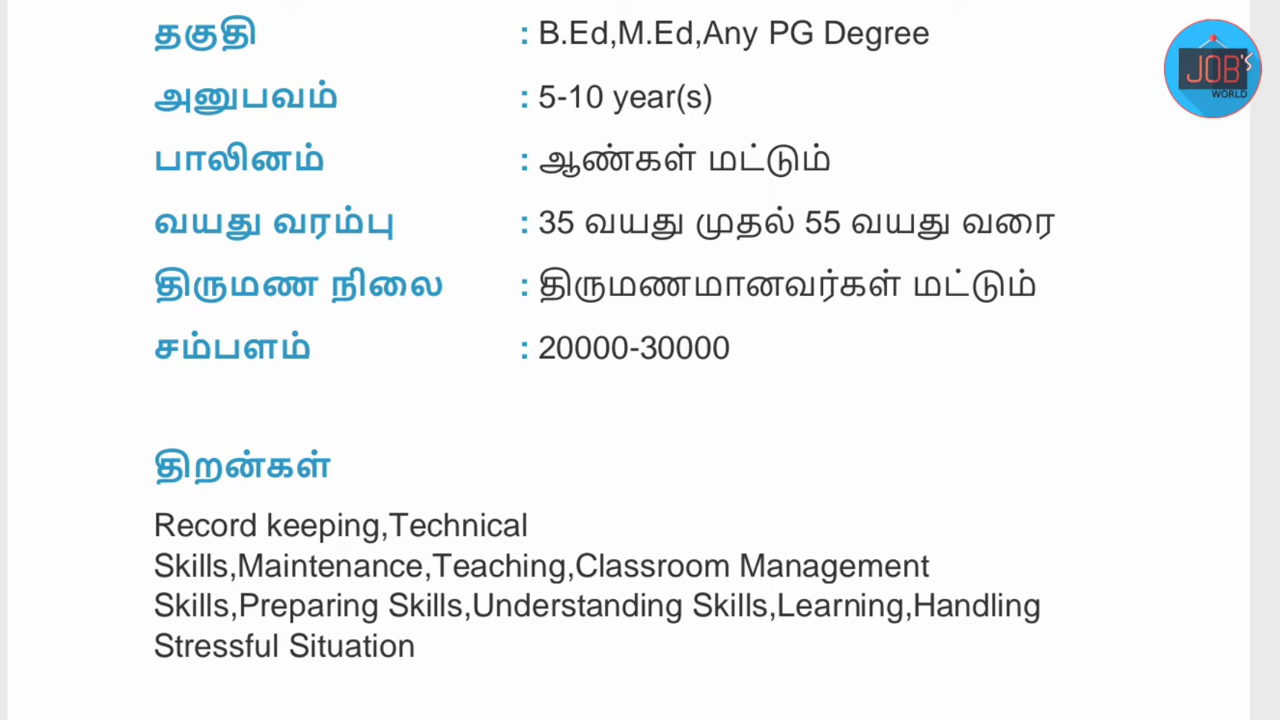 தகுதி : B.Ed,M.Ed,Any PG Degree
அனுபவம் : 5-10 year(s)
பாலினம் : ஆண்கள் மட்டும்
வயது வரம்பு : 35 வயது முதல் 55 வயது வரை
திருமண நிலை : திருமணமானவர்கள் மட்டும்
சம்பளம் : 20000-30000
திறன்கள்
Record keeping,Technical
Skills,Maintenance,Teaching,Classroom Management
Skills,Preparing Skills,Understanding Skills,Learning,Handling
Stressful Situation
JOB'S
WORLD